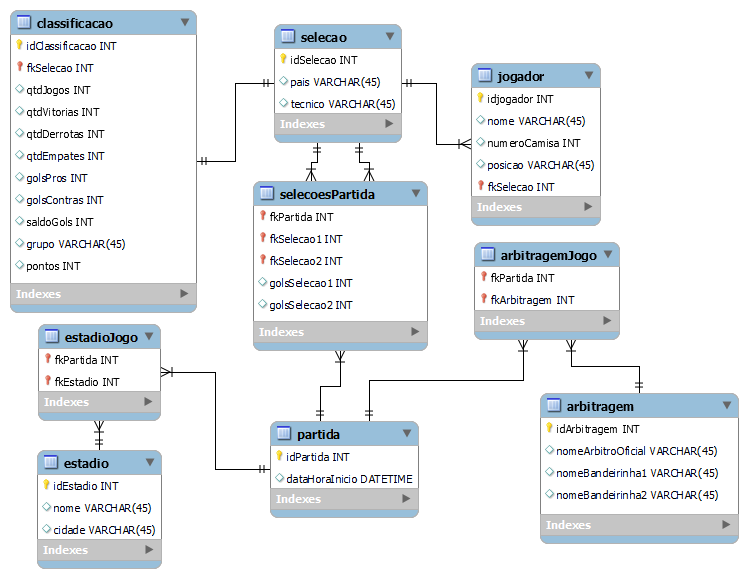 classificacao
idClassificacao INT
fkSelecao INT
qtdJogos INT
qtdVitorias INT
qtdDerrotas INT
qtdEmpates INT
golsPros INT
golsContras INT
saldoGols INT
grupo VARCHAR(45)
pontos INT
Indexes
selecao
idSelecao INT
pais VARCHAR(45)
tecnico VARCHAR(45)
Indexes
jogador
idjogador INT
nome VARCHAR(45)
numeroCamisa INT
posicao VARCHAR(45)
fkSelecao INT
Indexes
selecoesPartida
fkPartida INT
fkSelecao1 INT
fkSelecao2 INT
golsSelecao1 INT
golsSelecao2 INT
Indexes
arbitragemJogo
fkPartida INT
fkArbitragem INT
Indexes
estadioJogo
fkPartida INT
fkEstadio INT
Indexes
estadio
idEstadio INT
nome VARCHAR(45)
cidade VARCHAR(45)
Indexes
partida
idPartida INT
dataHoraInicio DATETIME
Indexes
arbitragem
idArbitragem INT
nomeArbitroOficial VARCHAR(45)
nomeBandeirinha1 VARCHAR(45)
nomeBandeirinha2 VARCHAR(45)
Indexes